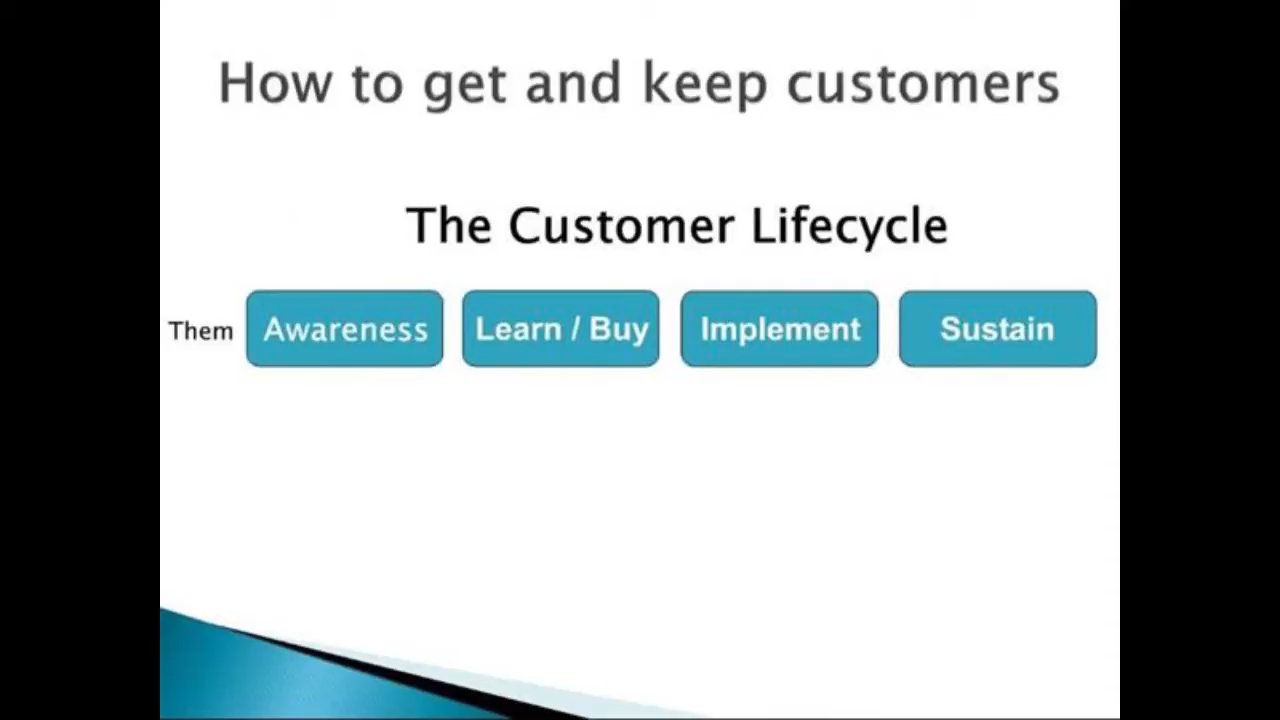 How to get and keep customers
The Customer Lifecycle
Them Awareness Learn / Buy Implement Sustain